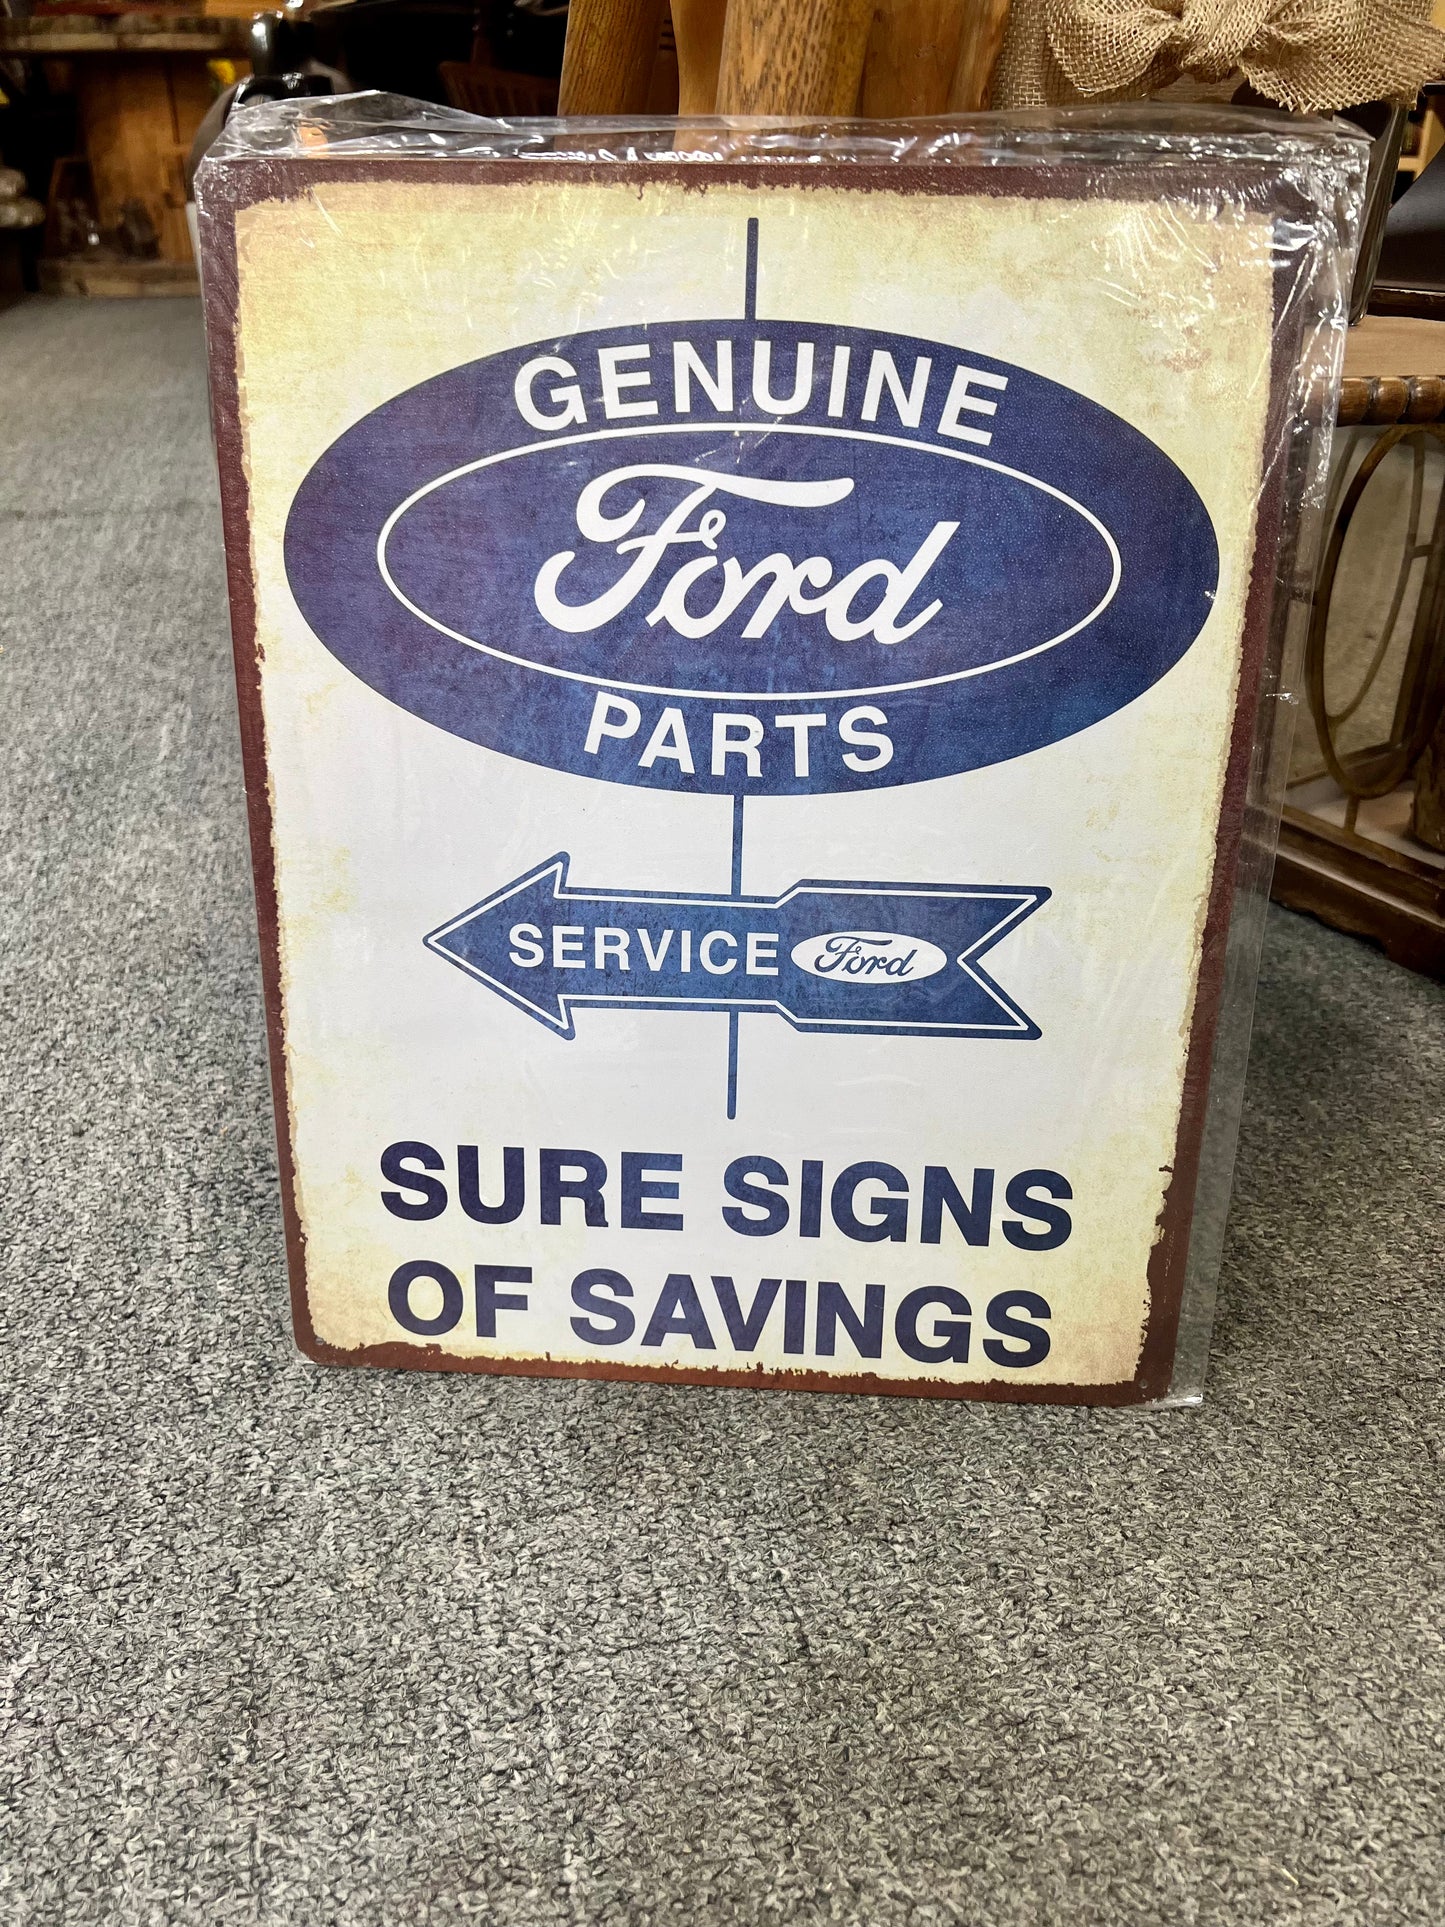 GENUINE
Ford
PARTS
SERVICE Ford
SURE SIGNS
OF SAVINGS